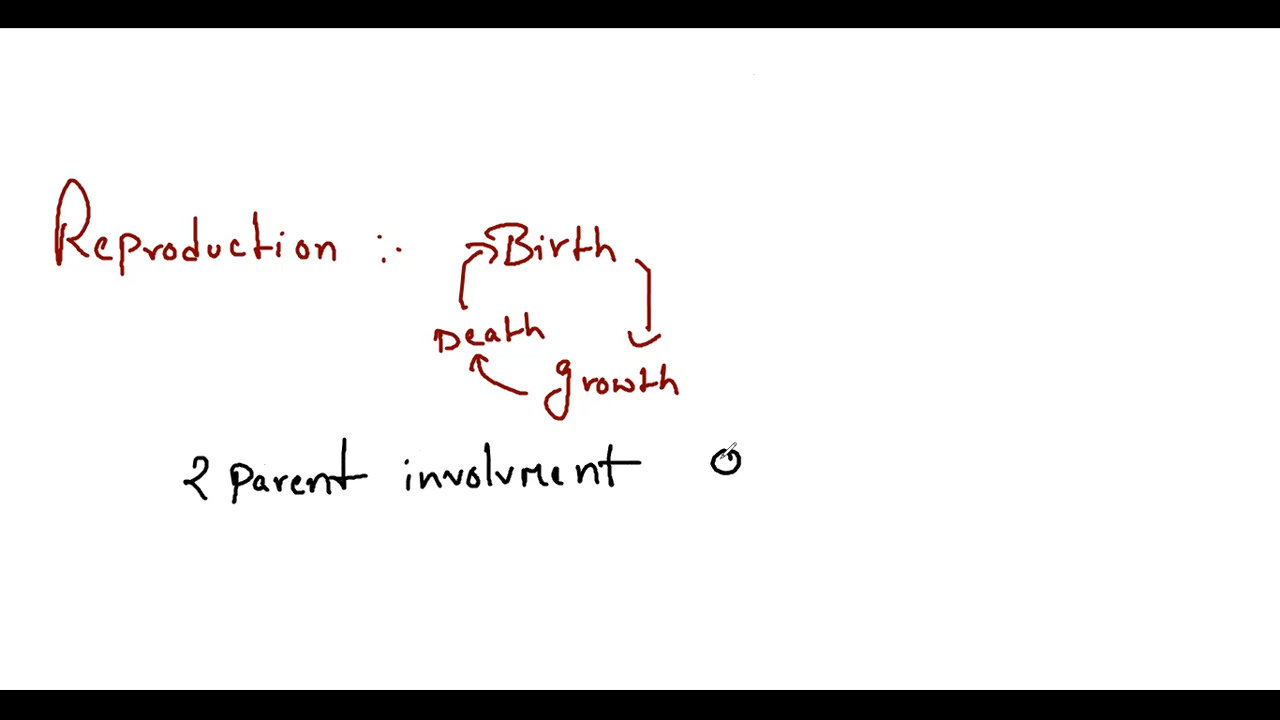 Reproduction :- Birth
Death
growth
2 parent involvment O